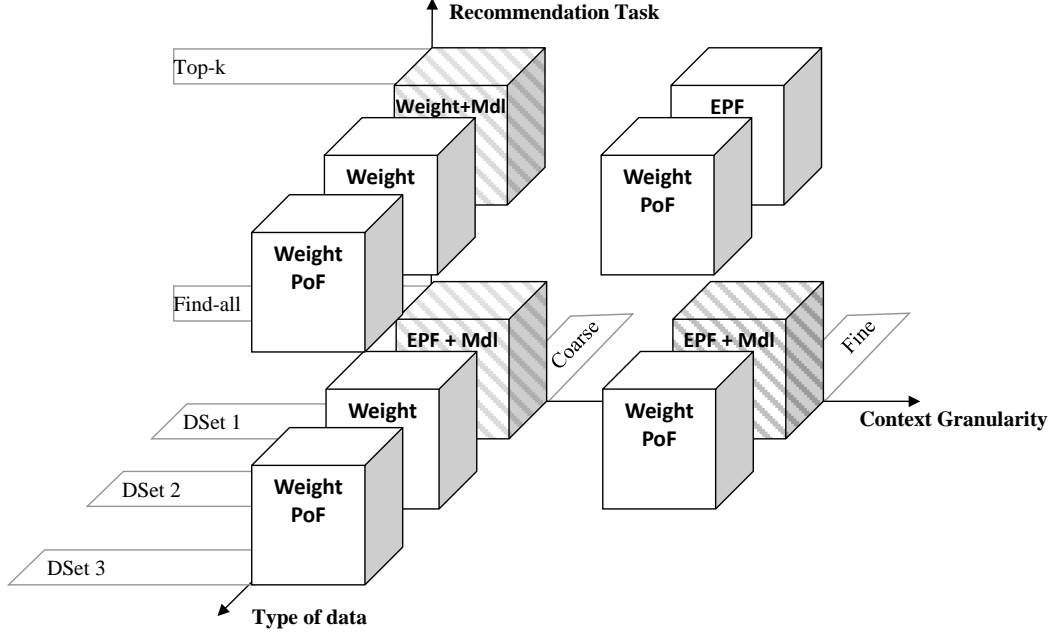 Recommendation Task
Top-k
Weight+Mdl
EPF
Weight
Weight
PoF
Weight
PoF
Find-all
EPF + Mdl
Coarse
EPF + Mdl
Fine
DSet 1
Weight
Weight
PoF
Context Granularity
DSet 2
Weight
PoF
DSet 3
Type of data